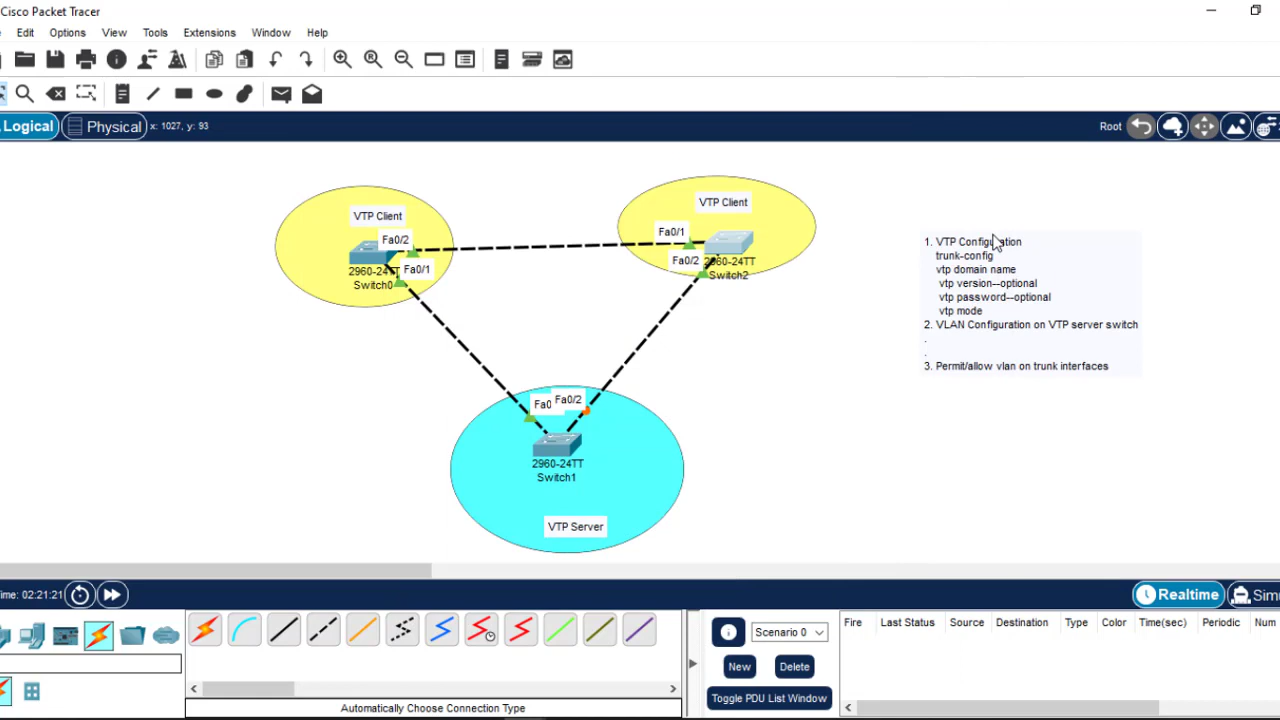 Cisco Packet Tracer
Edit Options View Tools Extensions Window Help
Logical Physical x: 1027, y: 93 Root
VTP Client
Fa0/2
2960-24TT
Fa0/1
Switch0
VTP Client
Fa0/1
Fa0/2
2960-24TT
Switch2
Fa0 Fa0/2
2960-24TT
Switch1
VTP Server
1. VTP Configuration
trunk-config
vtp domain name
vtp version--optional
vtp password--optional
vtp mode
2. VLAN Configuration on VTP server switch
.
.
3. Permit/allow vlan on trunk interfaces
ime: 02:21:21 Realtime Sim
Scenario 0
New Delete
Toggle PDU List Window
Fire Last Status Source Destination Type Color Time(sec) Periodic Num
Automatically Choose Connection Type